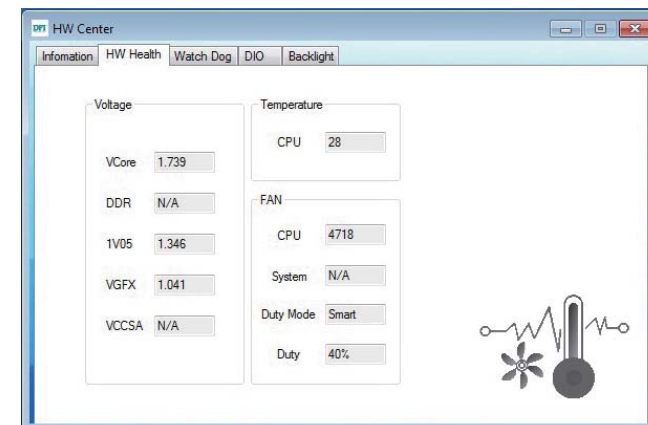 DFI HW Center
Infomation HW Health Watch Dog DIO Backlight
Voltage
VCore 1.739
DDR N/A
1V05 1.346
VGFX 1.041
VCCSA N/A
Temperature
CPU 28
FAN
CPU 4718
System N/A
Duty Mode Smart
Duty 40%